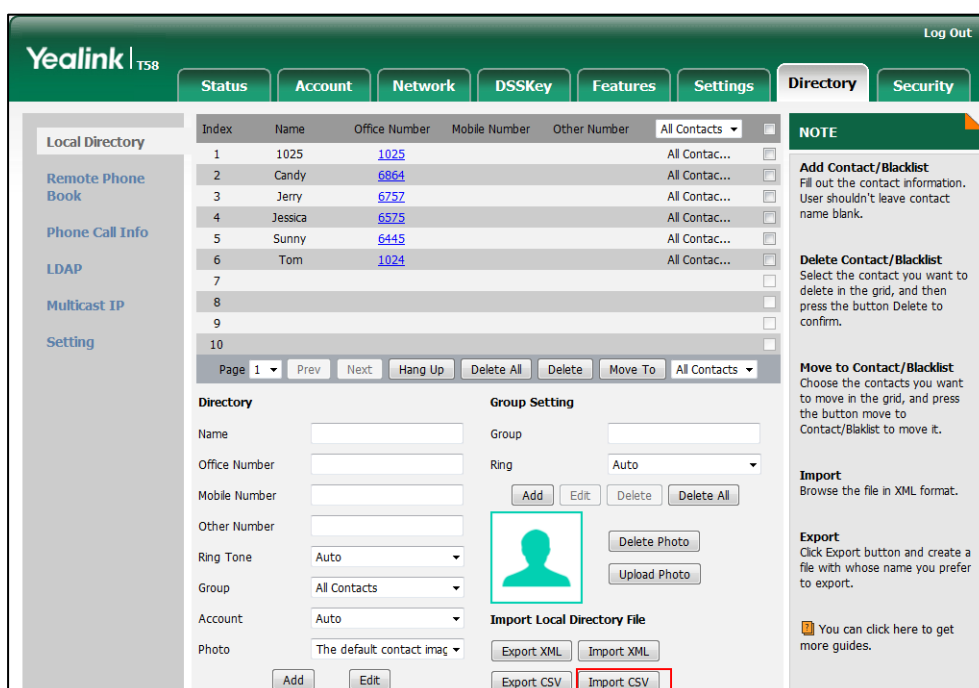 Log Out
Yealink | T58
Status Account Network DSSKey Features Settings Directory Security
Local Directory
Remote Phone
Book
Phone Call Info
LDAP
Multicast IP
Setting
Index Name Office Number Mobile Number Other Number All Contacts
1 1025 1025 All Contac...
2 Candy 6864 All Contac...
3 Jerry 6757 All Contac...
4 Jessica 6575 All Contac...
5 Sunny 6445 All Contac...
6 Tom 1024 All Contac...
7
8
9
10
Page 1 Prev Next Hang Up Delete All Delete Move To All Contacts
Directory
Name
Office Number
Mobile Number
Other Number
Ring Tone Auto
Group All Contacts
Account Auto
Photo The default contact imag
Add Edit
Group Setting
Group
Ring Auto
Add Edit Delete Delete All
Delete Photo
Upload Photo
Import Local Directory File
Export XML Import XML
Export CSV Import CSV
NOTE
Add Contact/Blacklist
Fill out the contact information.
User shouldn't leave contact
name blank.
Delete Contact/Blacklist
Select the contact you want to
delete in the grid, and then
press the button Delete to
confirm.
Move to Contact/Blacklist
Choose the contacts you want
to move in the grid, and press
the button move to
Contact/Blaklist to move it.
Import
Browse the file in XML format.
Export
Click Export button and create a
file with whose name you prefer
to export.
You can click here to get
more guides.